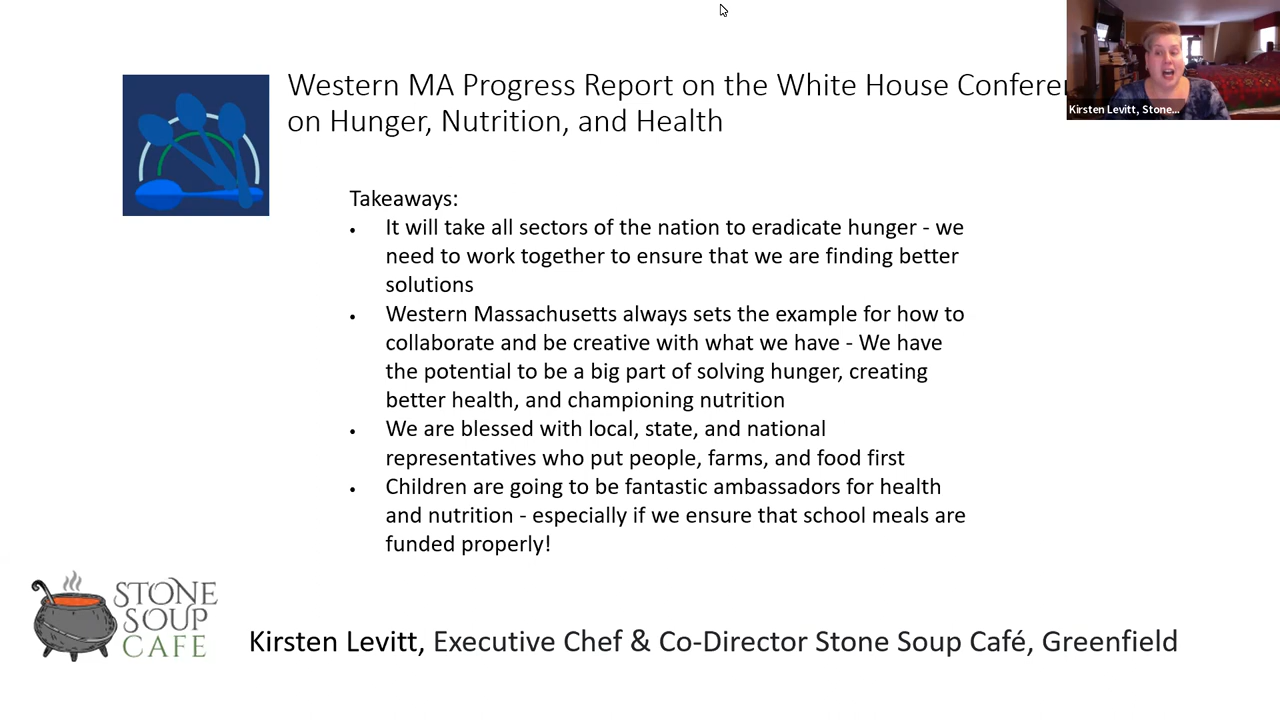 Western MA Progress Report on the White House Conferen
on Hunger, Nutrition, and Health
Kirsten Levitt, Stone...
Takeaways:
• It will take all sectors of the nation to eradicate hunger - we
need to work together to ensure that we are finding better
solutions
• Western Massachusetts always sets the example for how to
collaborate and be creative with what we have - We have
the potential to be a big part of solving hunger, creating
better health, and championing nutrition
• We are blessed with local, state, and national
representatives who put people, farms, and food first
• Children are going to be fantastic ambassadors for health
and nutrition - especially if we ensure that school meals are
funded properly!
STONE
SOUP
CAFE
Kirsten Levitt, Executive Chef & Co-Director Stone Soup Café, Greenfield